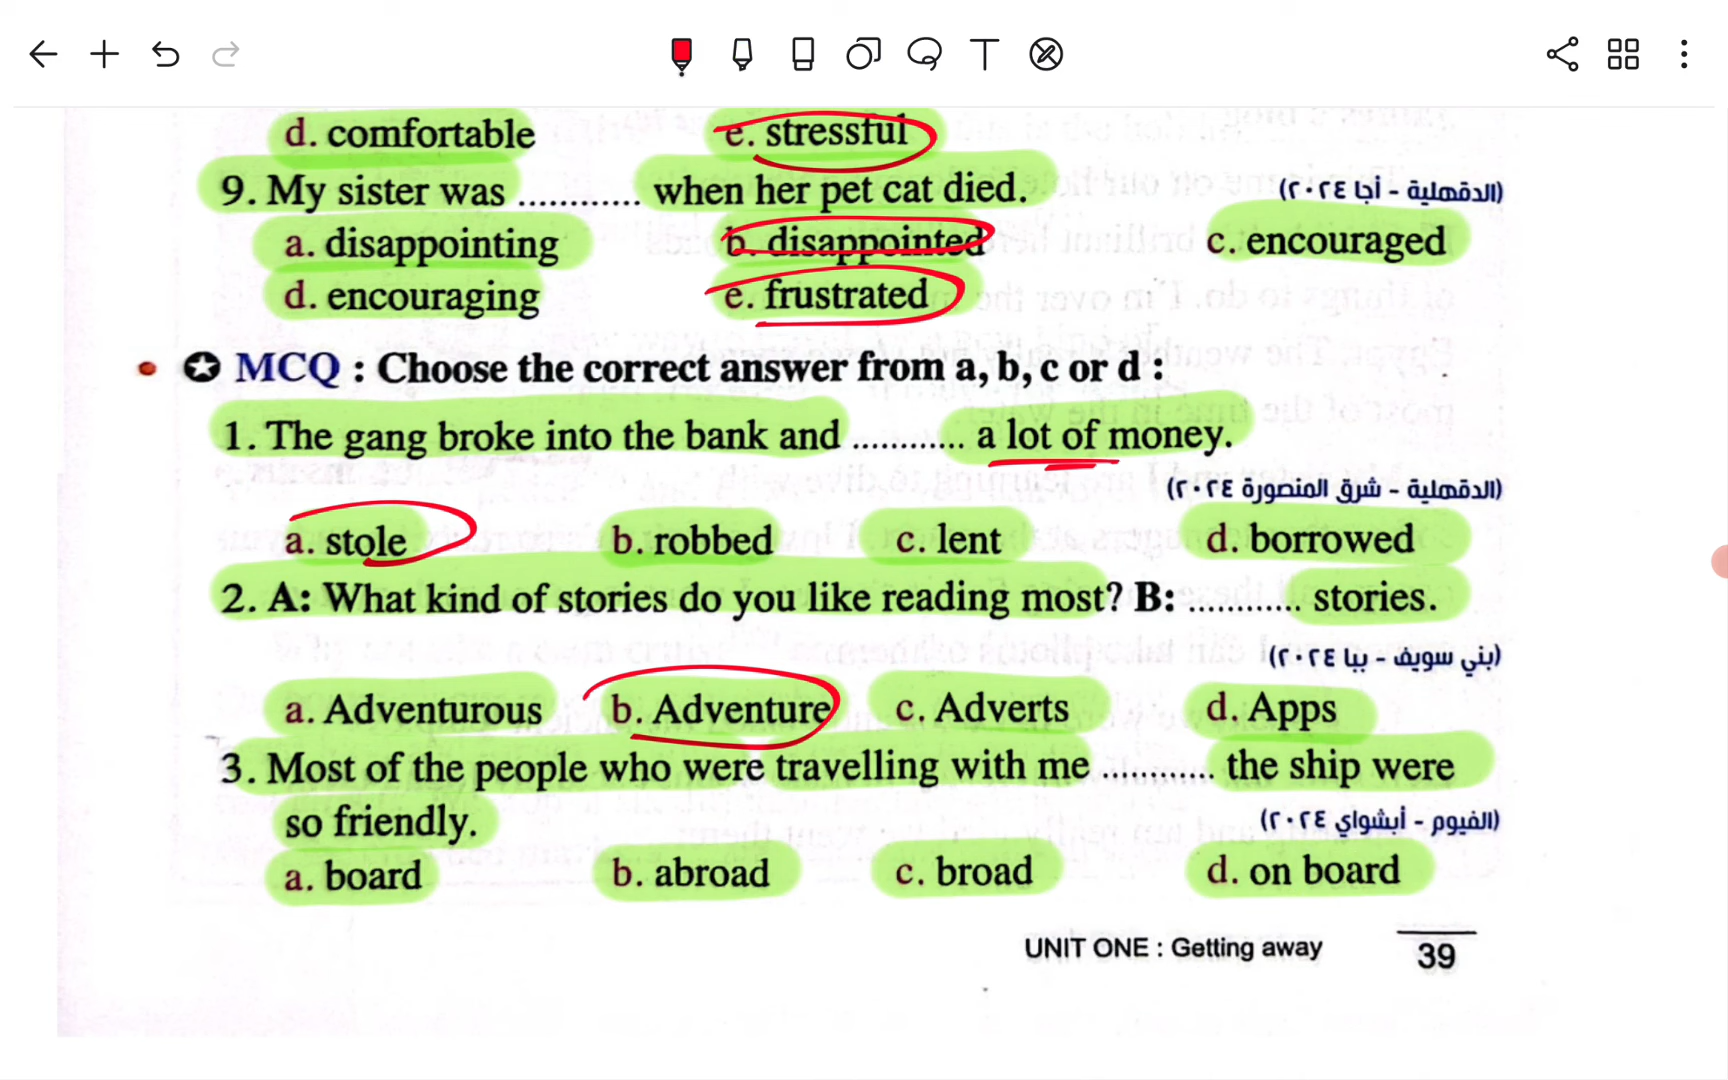 d. comfortable e. stressful
9. My sister was ............ when her pet cat died. (الدقهلية - أجا ٢٠٢٤)
a. disappointing b. disappointed c. encouraged
d. encouraging e. frustrated
MCQ : Choose the correct answer from a, b, c or d :
1. The gang broke into the bank and ............ a lot of money.
(الدقهلية - شرق المنصورة ٢٠٢٤)
a. stole b. robbed c. lent d. borrowed
2. A: What kind of stories do you like reading most? B: ............ stories.
(بني سويف - ببا ٢٠٢٤)
a. Adventurous b. Adventure c. Adverts d. Apps
3. Most of the people who were travelling with me ............ the ship were
so friendly. (الفيوم - أبشواي ٢٠٢٤)
a. board b. abroad c. broad d. on board
UNIT ONE : Getting away 39